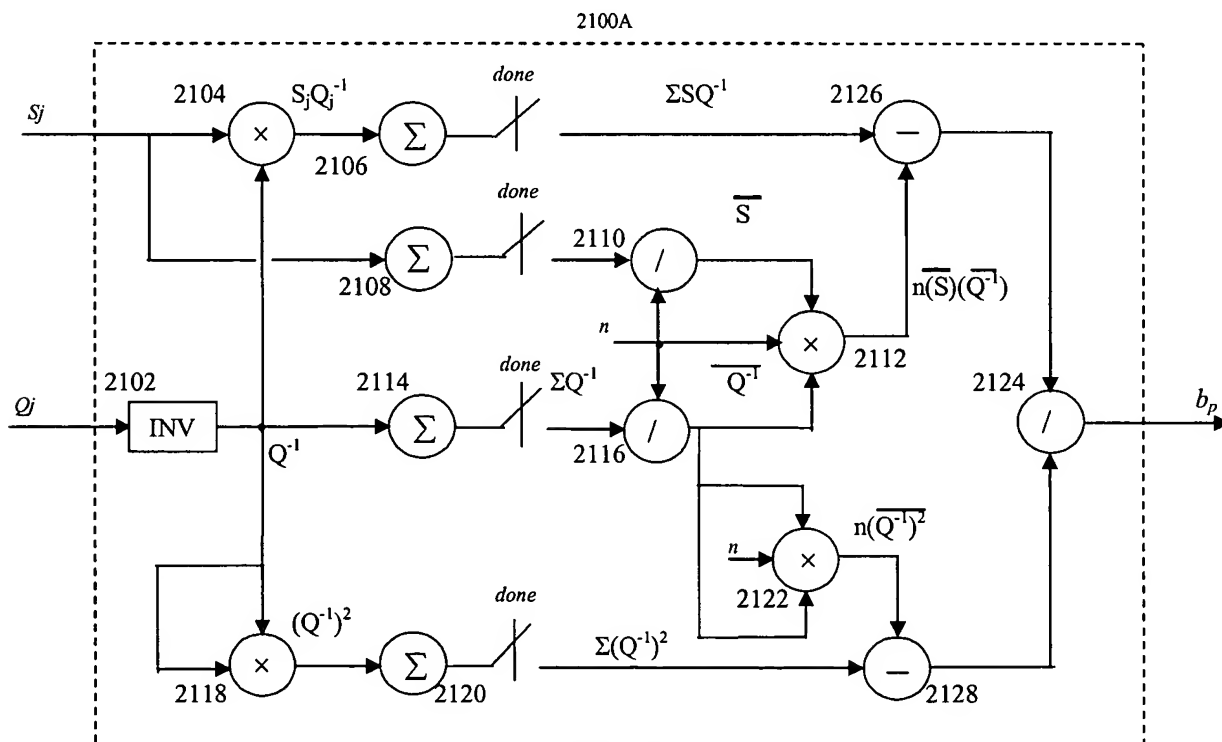 2100A
Sj
2104
SjQj⁻¹
done
ΣSQ⁻¹
2126
×
Σ
−
2106
done
S̅
2110
Σ
/
2108
n(S̅)(Q⁻¹)
n
×
2112
2102
2114
done
ΣQ⁻¹
Q⁻¹
2124
Qj
INV
Σ
/
/
bp
Q⁻¹
2116
n(Q⁻¹)²
n
×
2122
done
(Q⁻¹)²
Σ(Q⁻¹)²
×
Σ
−
2118
2120
2128